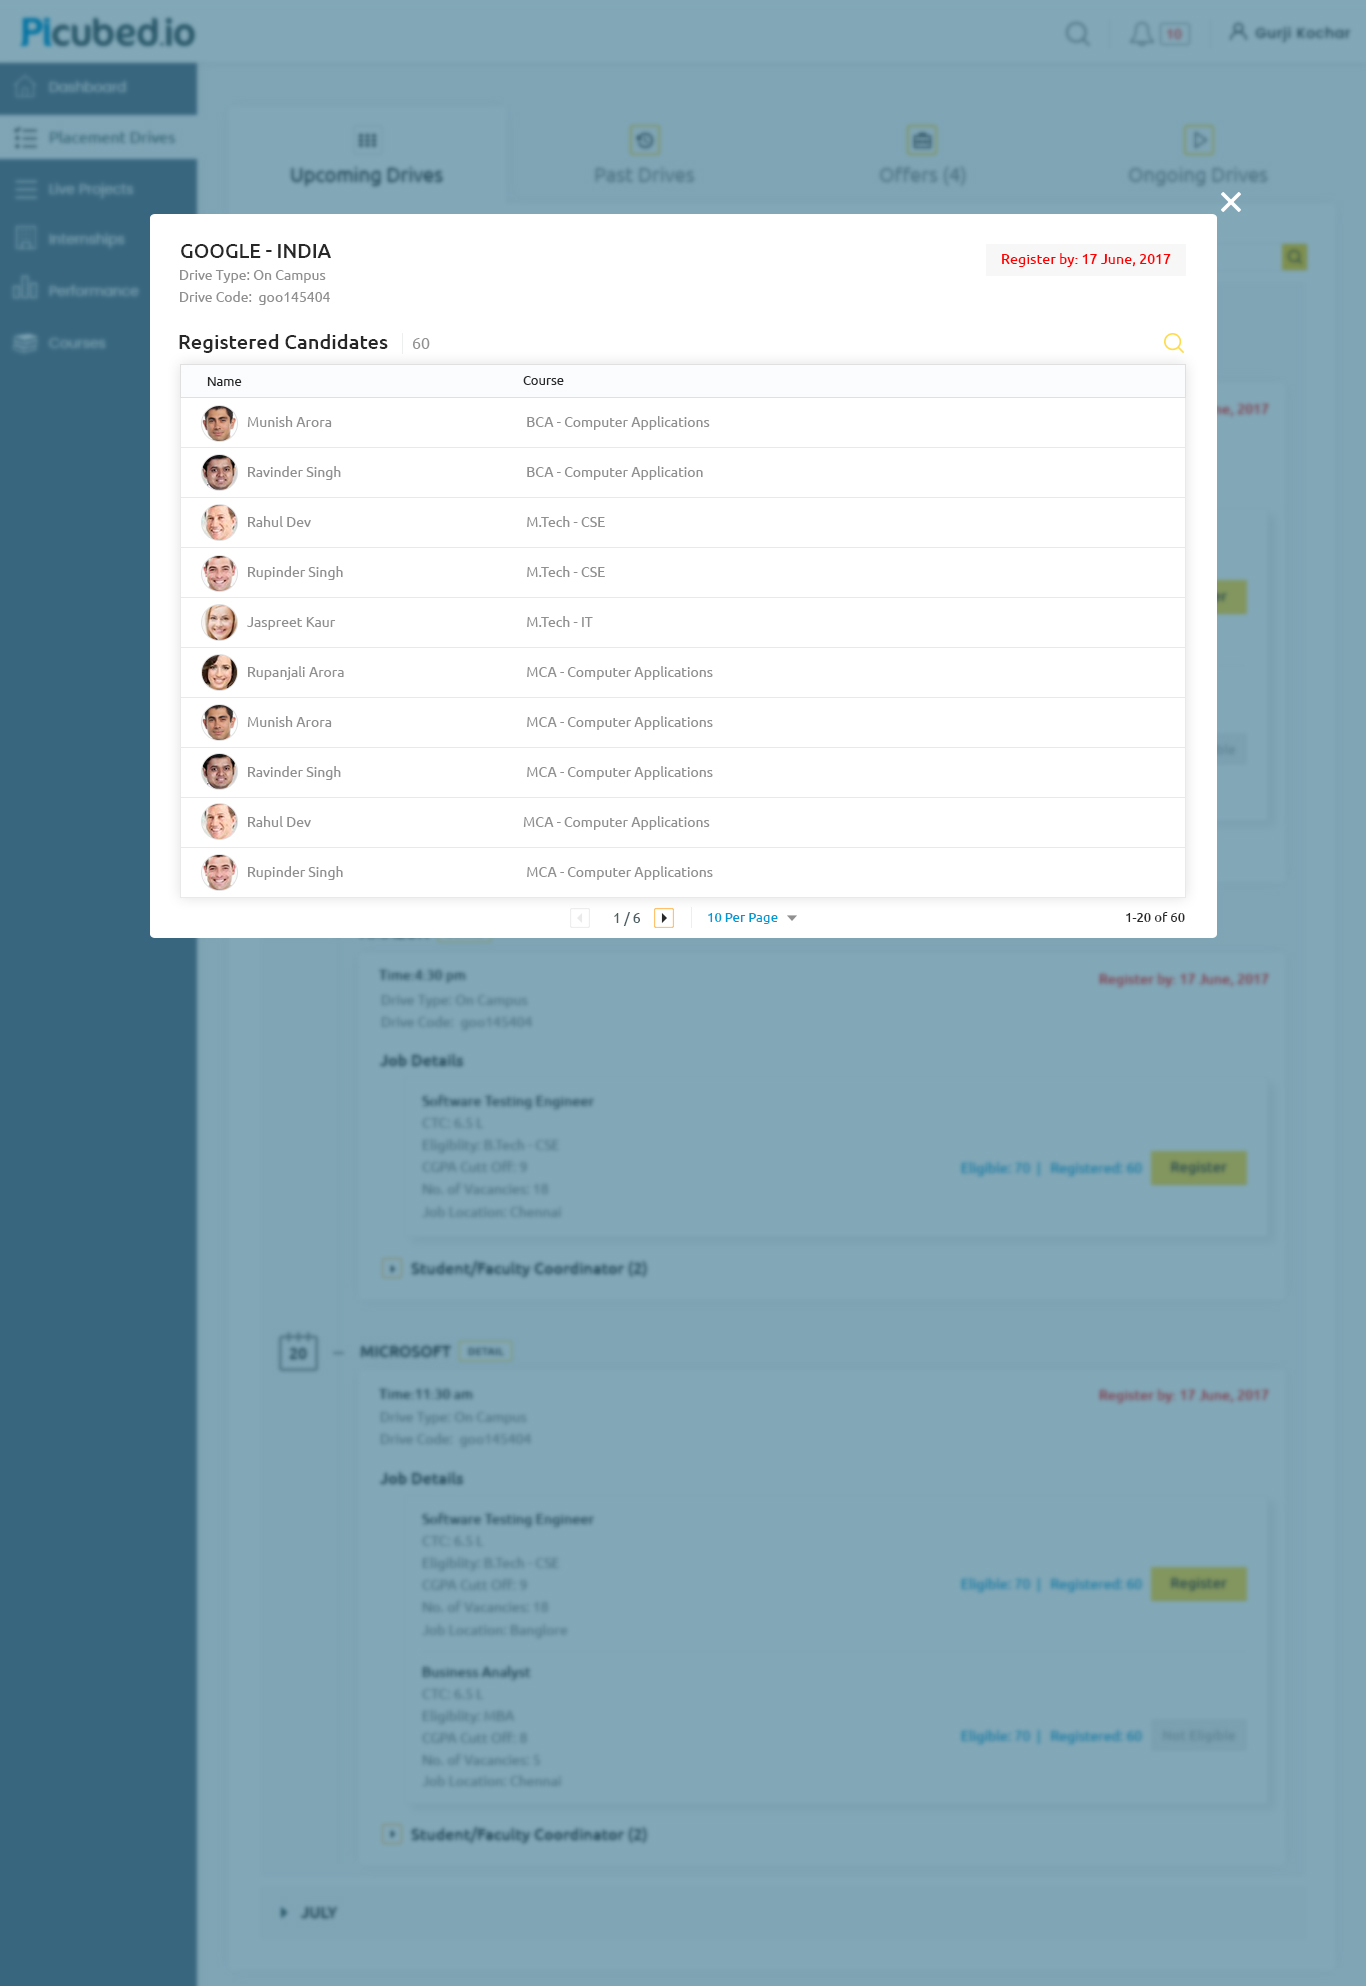 PIcubed.io
10
Gurji Kochar
Dashboard
Placement Drives
Live Projects
Internships
Performance
Courses
Upcoming Drives
Past Drives
Offers (4)
Ongoing Drives
GOOGLE - INDIA
Register by: 17 June, 2017
Drive Type: On Campus
Drive Code: goo145404
Registered Candidates 60
Name Course
Munish Arora BCA - Computer Applications
Ravinder Singh BCA - Computer Application
Rahul Dev M.Tech - CSE
Rupinder Singh M.Tech - CSE
Jaspreet Kaur M.Tech - IT
Rupanjali Arora MCA - Computer Applications
Munish Arora MCA - Computer Applications
Ravinder Singh MCA - Computer Applications
Rahul Dev MCA - Computer Applications
Rupinder Singh MCA - Computer Applications
1 / 6 10 Per Page 1-20 of 60
Time:4:30 pm
Register by: 17 June, 2017
Drive Type: On Campus
Drive Code: goo145404
Job Details
Software Testing Engineer
CTC: 6.5 L
Eligiblity: B.Tech - CSE
CGPA Cutt Off: 9
Eligible: 70 | Registered: 60 Register
No. of Vacancies: 18
Job Location: Chennai
Student/Faculty Coordinator (2)
20 – MICROSOFT DETAIL
Time:11:30 am
Register by: 17 June, 2017
Drive Type: On Campus
Drive Code: goo145404
Job Details
Software Testing Engineer
CTC: 6.5 L
Eligiblity: B.Tech - CSE
CGPA Cutt Off: 9
Eligible: 70 | Registered: 60 Register
No. of Vacancies: 18
Job Location: Banglore
Business Analyst
CTC: 6.5 L
Eligiblity: MBA
CGPA Cutt Off: 8
Eligible: 70 | Registered: 60 Not Eligible
No. of Vacancies: 5
Job Location: Chennai
Student/Faculty Coordinator (2)
JULY